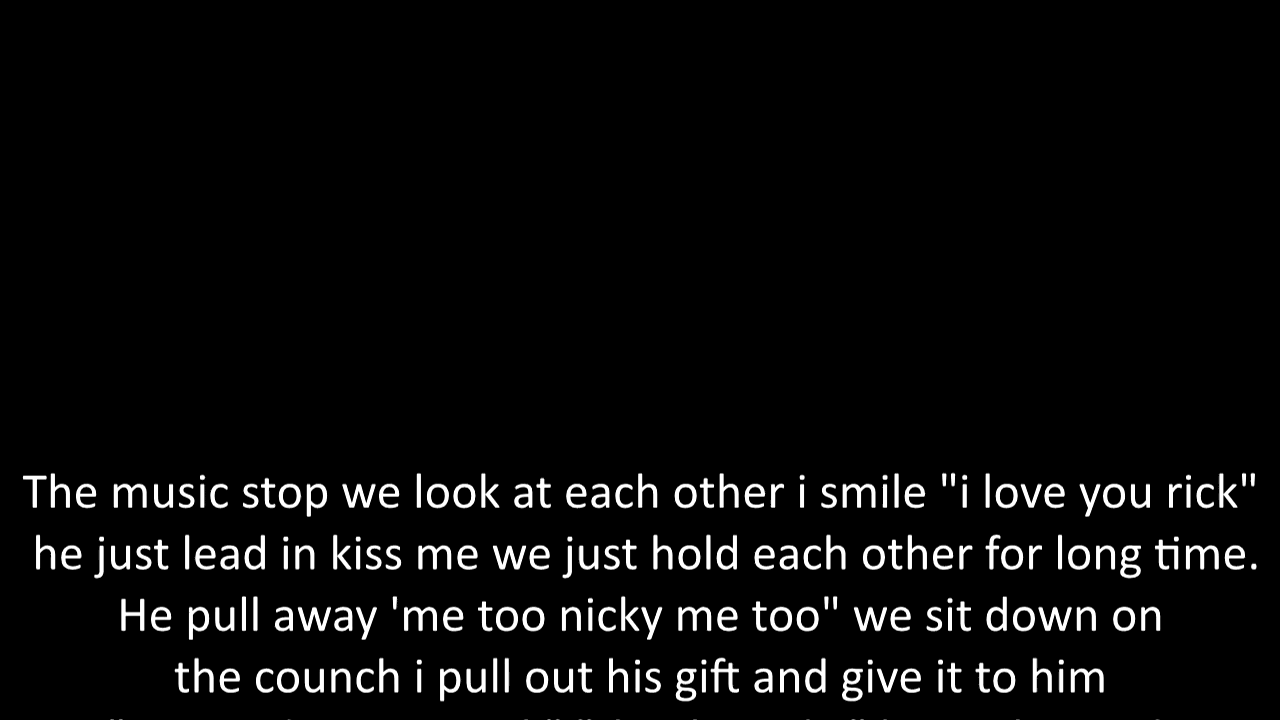 The music stop we look at each other i smile "i love you rick"
he just lead in kiss me we just hold each other for long time.
He pull away 'me too nicky me too" we sit down on
the counch i pull out his gift and give it to him